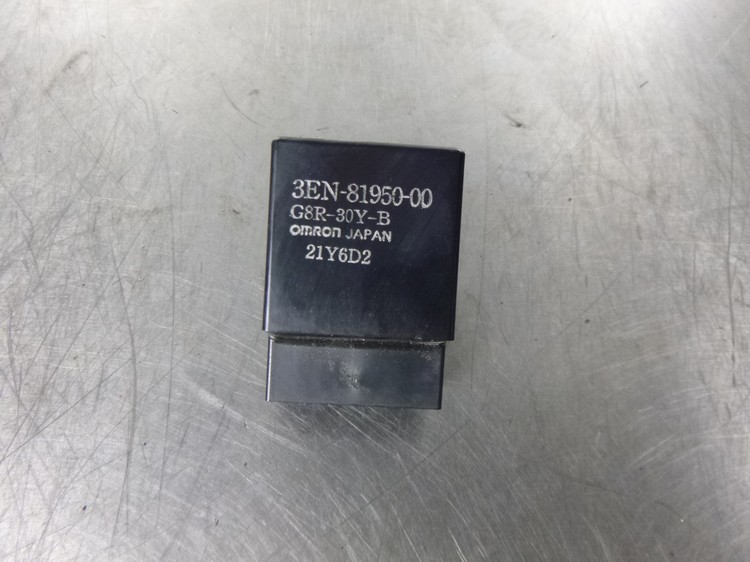 3EN-81950-00
G8R-30Y-B
OMRON JAPAN
21Y6D2